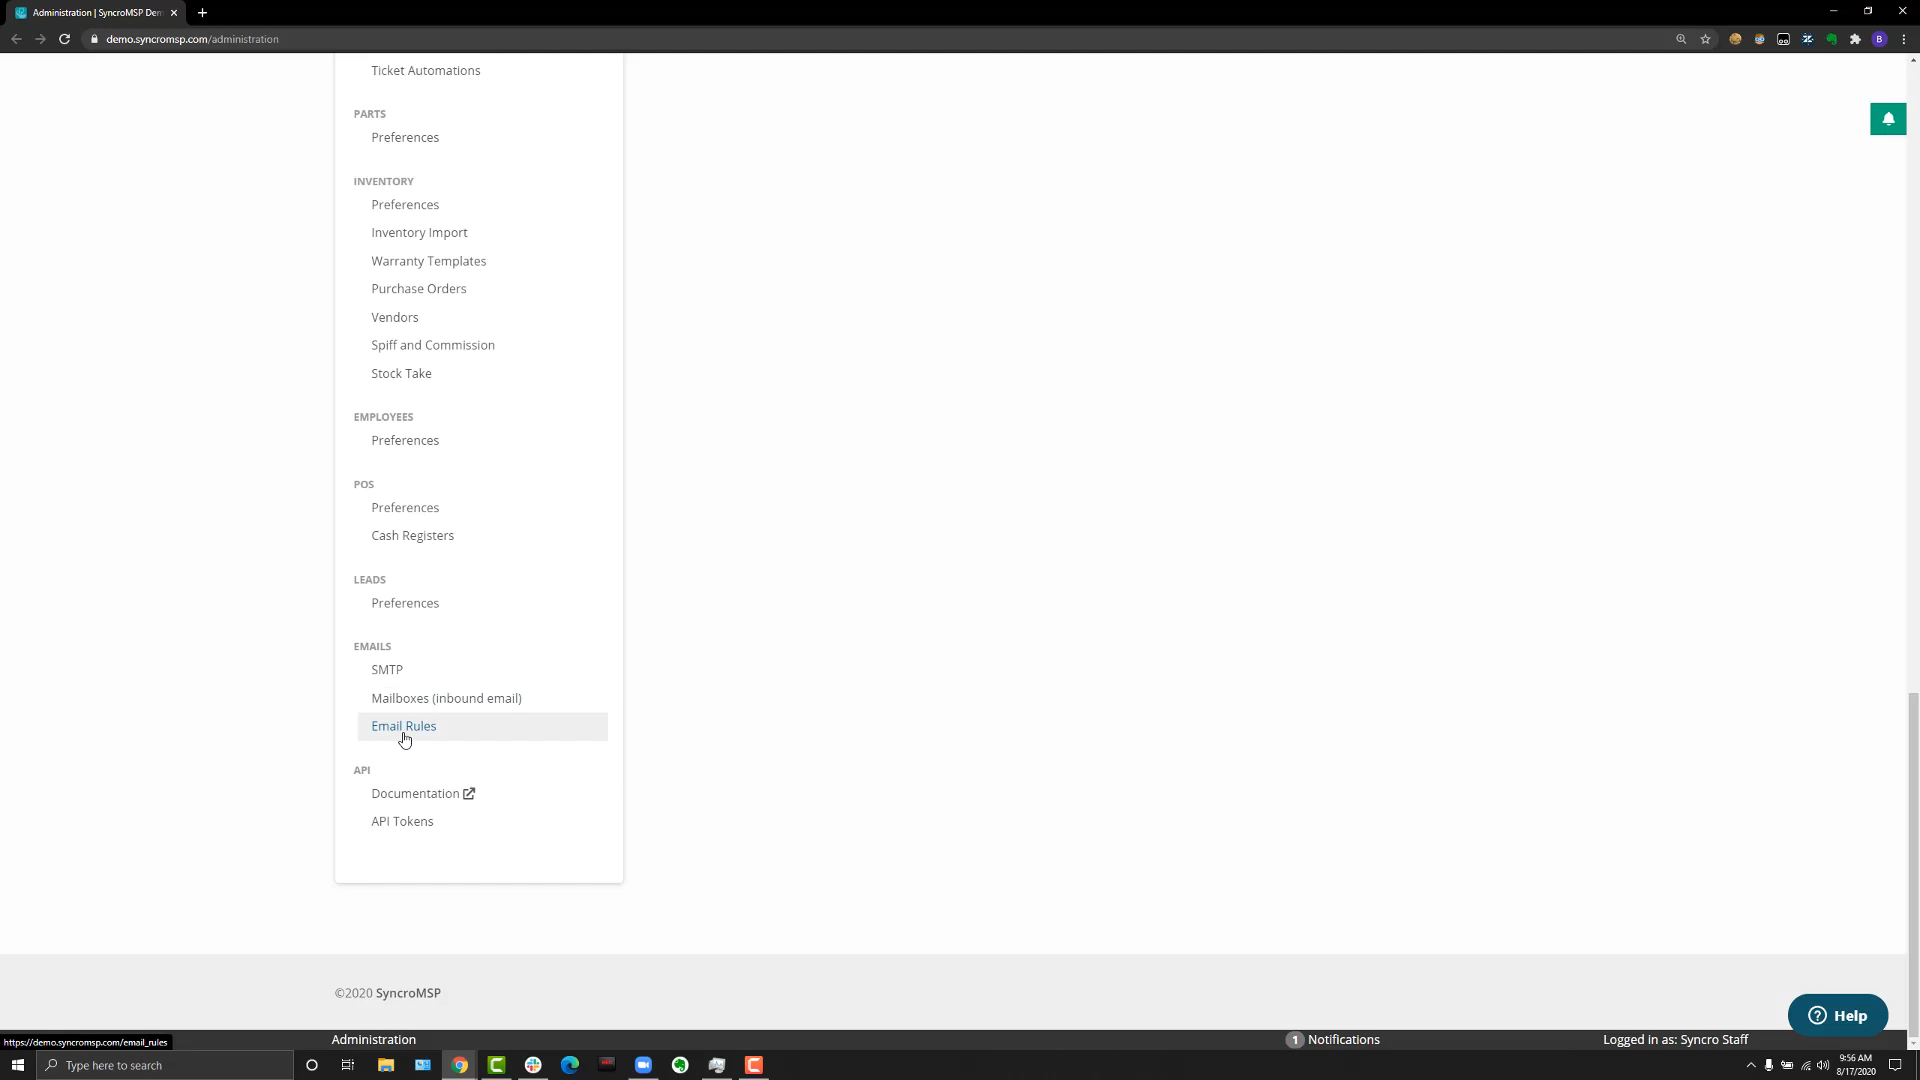 Administration | SyncroMSP Dem
demo.syncromsp.com/administration
B
Ticket Automations
PARTS
Preferences
INVENTORY
Preferences
Inventory Import
Warranty Templates
Purchase Orders
Vendors
Spiff and Commission
Stock Take
EMPLOYEES
Preferences
POS
Preferences
Cash Registers
LEADS
Preferences
EMAILS
SMTP
Mailboxes (inbound email)
Email Rules
API
Documentation
API Tokens
©2020 SyncroMSP
Help
https://demo.syncromsp.com/email_rules
Administration
1 Notifications
Logged in as: Syncro Staff
Type here to search
9:56 AM
8/17/2020